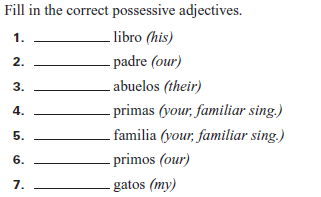 Fill in the correct possessive adjectives.
1. ________ libro (his)
2. ________ padre (our)
3. ________ abuelos (their)
4. ________ primas (your, familiar sing.)
5. ________ familia (your, familiar sing.)
6. ________ primos (our)
7. ________ gatos (my)